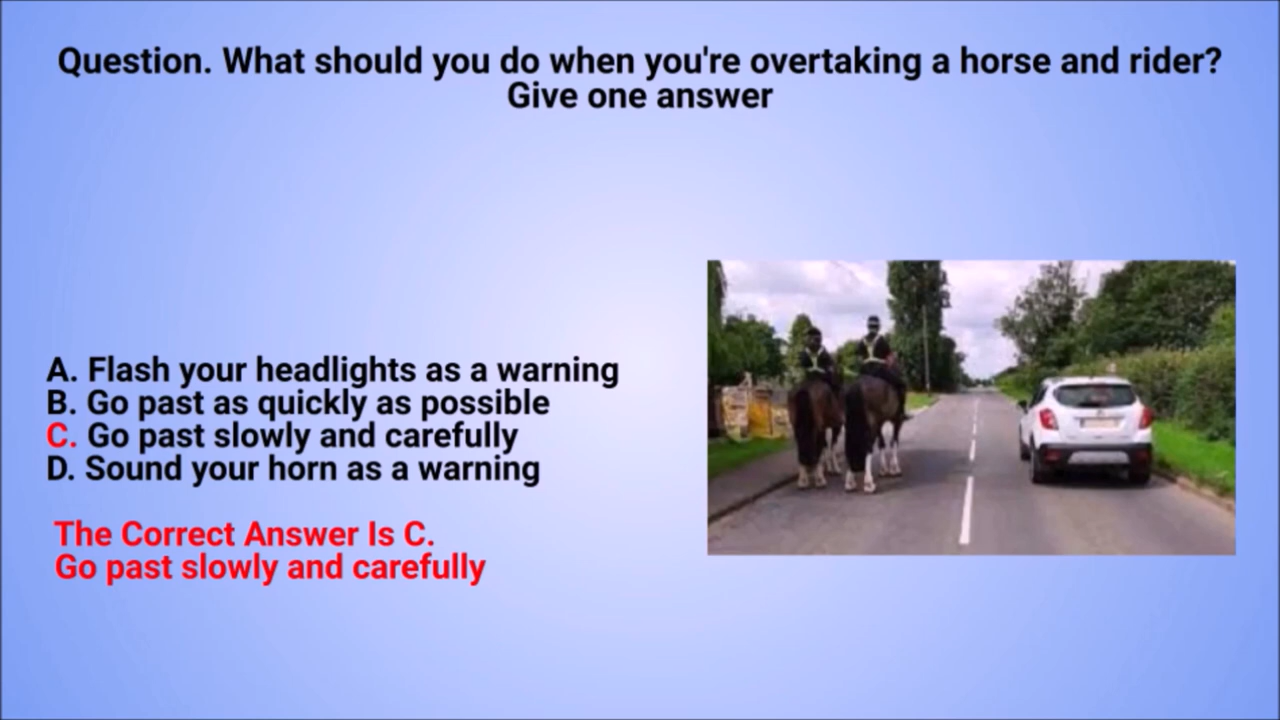 Question. What should you do when you're overtaking a horse and rider?
Give one answer
A. Flash your headlights as a warning
B. Go past as quickly as possible
C. Go past slowly and carefully
D. Sound your horn as a warning
The Correct Answer Is C.
Go past slowly and carefully